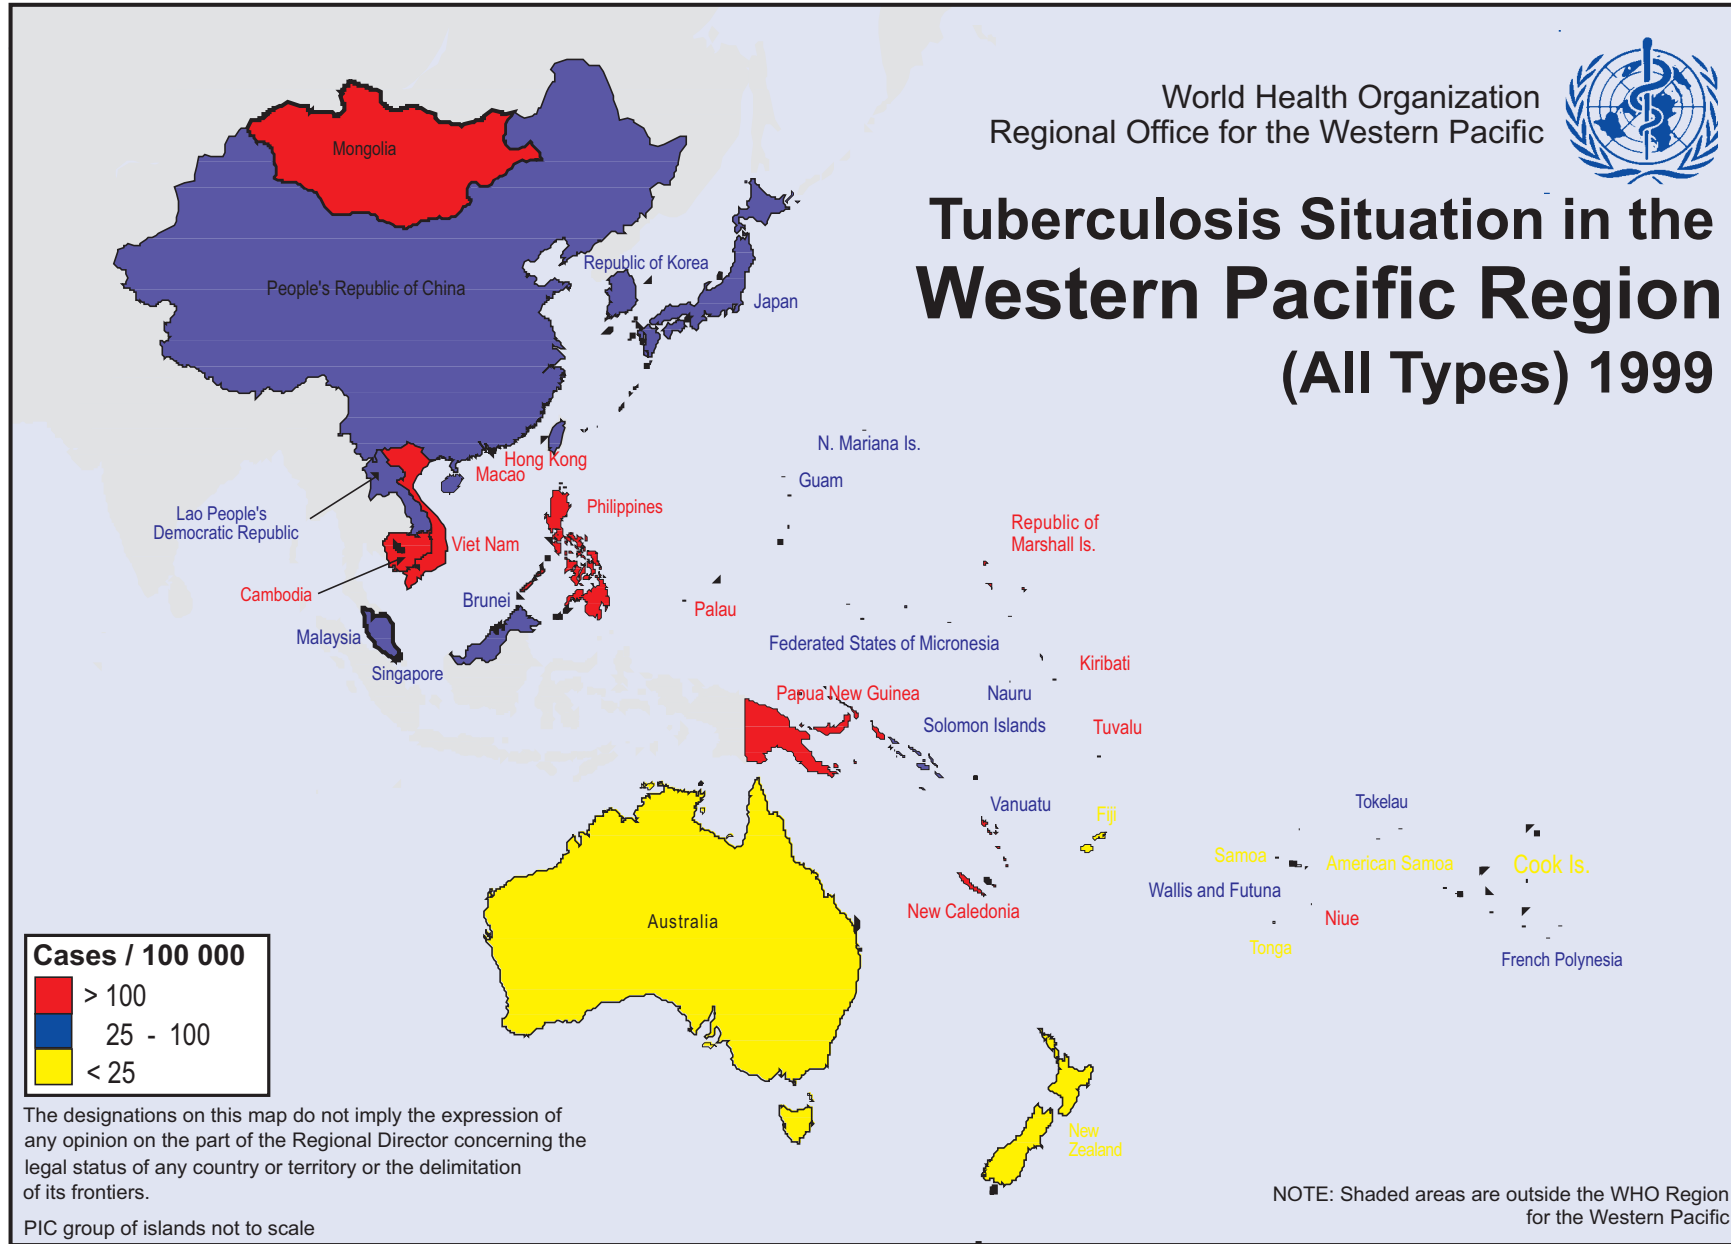 World Health Organization
Regional Office for the Western Pacific
Tuberculosis Situation in the
Western Pacific Region
(All Types) 1999
Mongolia
People's Republic of China
Republic of Korea
Japan
N. Mariana Is.
Hong Kong
Macao
Guam
Philippines
Lao People's
Democratic Republic
Viet Nam
Republic of
Marshall Is.
Cambodia
Brunei
Palau
Malaysia
Singapore
Federated States of Micronesia
Kiribati
Papua New Guinea
Nauru
Solomon Islands
Tuvalu
Vanuatu
Fiji
Tokelau
Samoa
American Samoa
Cook Is.
Wallis and Futuna
New Caledonia
Niue
Australia
Tonga
French Polynesia
New
Zealand
Cases / 100 000
> 100
25 - 100
< 25
The designations on this map do not imply the expression of
any opinion on the part of the Regional Director concerning the
legal status of any country or territory or the delimitation
of its frontiers.
PIC group of islands not to scale
NOTE: Shaded areas are outside the WHO Region
for the Western Pacific